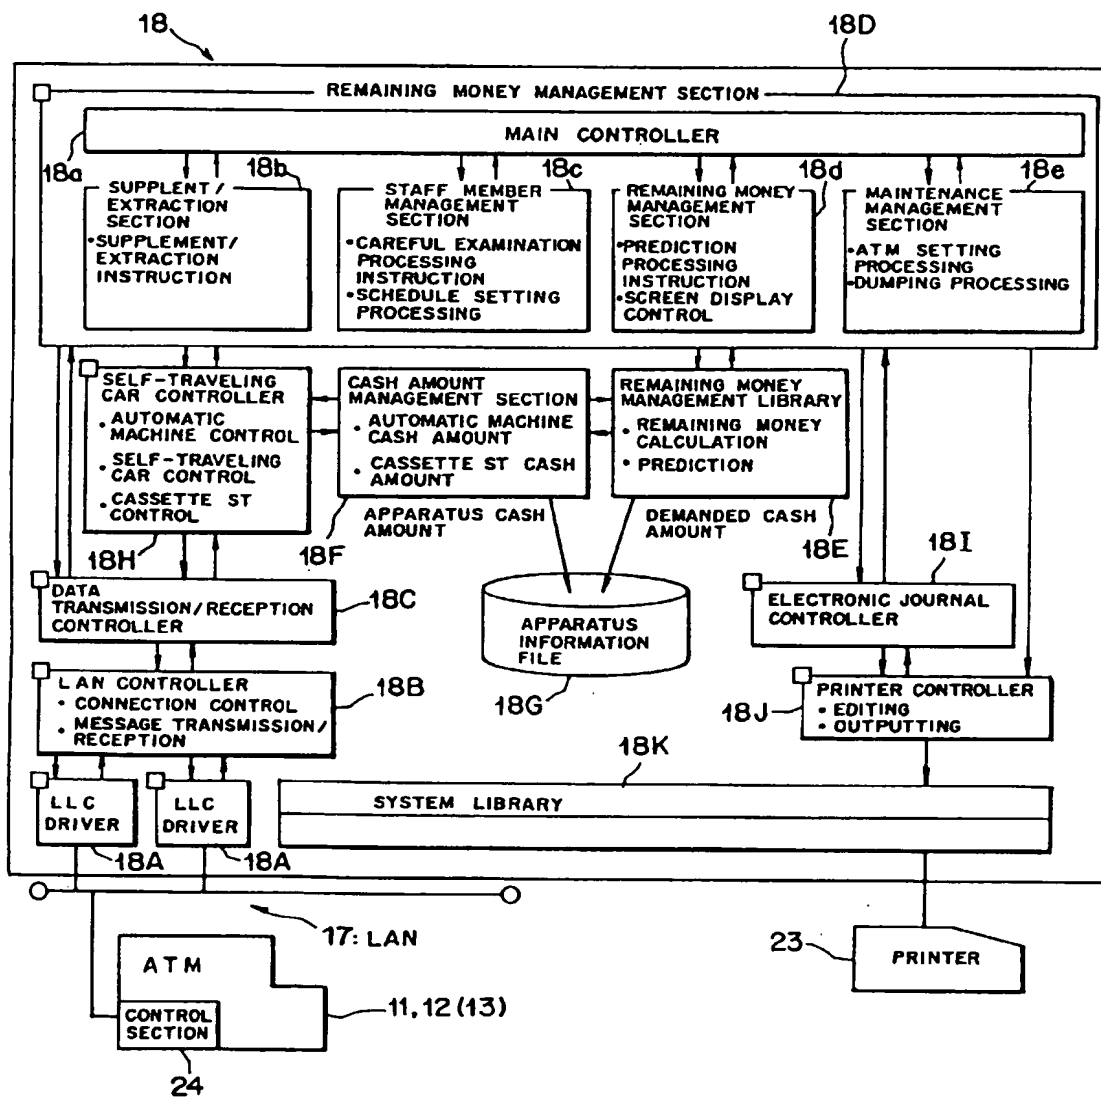 18
18D
REMAINING MONEY MANAGEMENT SECTION
MAIN CONTROLLER
18a
18b
18c
18d
18e
SUPPLENT/
EXTRACTION
SECTION
•SUPPLEMENT/
EXTRACTION
INSTRUCTION
STAFF MEMBER
MANAGEMENT
SECTION
•CAREFUL EXAMINATION
PROCESSING
INSTRUCTION
•SCHEDULE SETTING
PROCESSING
REMAINING MONEY
MANAGEMENT
SECTION
•PREDICTION
PROCESSING
INSTRUCTION
•SCREEN DISPLAY
CONTROL
MAINTENANCE
MANAGEMENT
SECTION
•ATM SETTING
PROCESSING
•DUMPING PROCESSING
SELF-TRAVELING
CAR CONTROLLER
• AUTOMATIC
MACHINE CONTROL
• SELF-TRAVELING
CAR CONTROL
• CASSETTE ST
CONTROL
18H
CASH AMOUNT
MANAGEMENT SECTION
• AUTOMATIC MACHINE
CASH AMOUNT
• CASSETTE ST CASH
AMOUNT
18F
REMAINING MONEY
MANAGEMENT LIBRARY
• REMAINING MONEY
CALCULATION
• PREDICTION
18E
APPARATUS CASH
AMOUNT
DEMANDED CASH
AMOUNT
18I
DATA
TRANSMISSION/RECEPTION
CONTROLLER
18C
APPARATUS
INFORMATION
FILE
18G
ELECTRONIC JOURNAL
CONTROLLER
LAN CONTROLLER
• CONNECTION CONTROL
• MESSAGE TRANSMISSION/
RECEPTION
18B
PRINTER CONTROLLER
• EDITING
• OUTPUTTING
18J
18K
LLC
DRIVER
18A
LLC
DRIVER
18A
SYSTEM LIBRARY
17: LAN
ATM
CONTROL
SECTION
11, 12 (13)
24
23
PRINTER